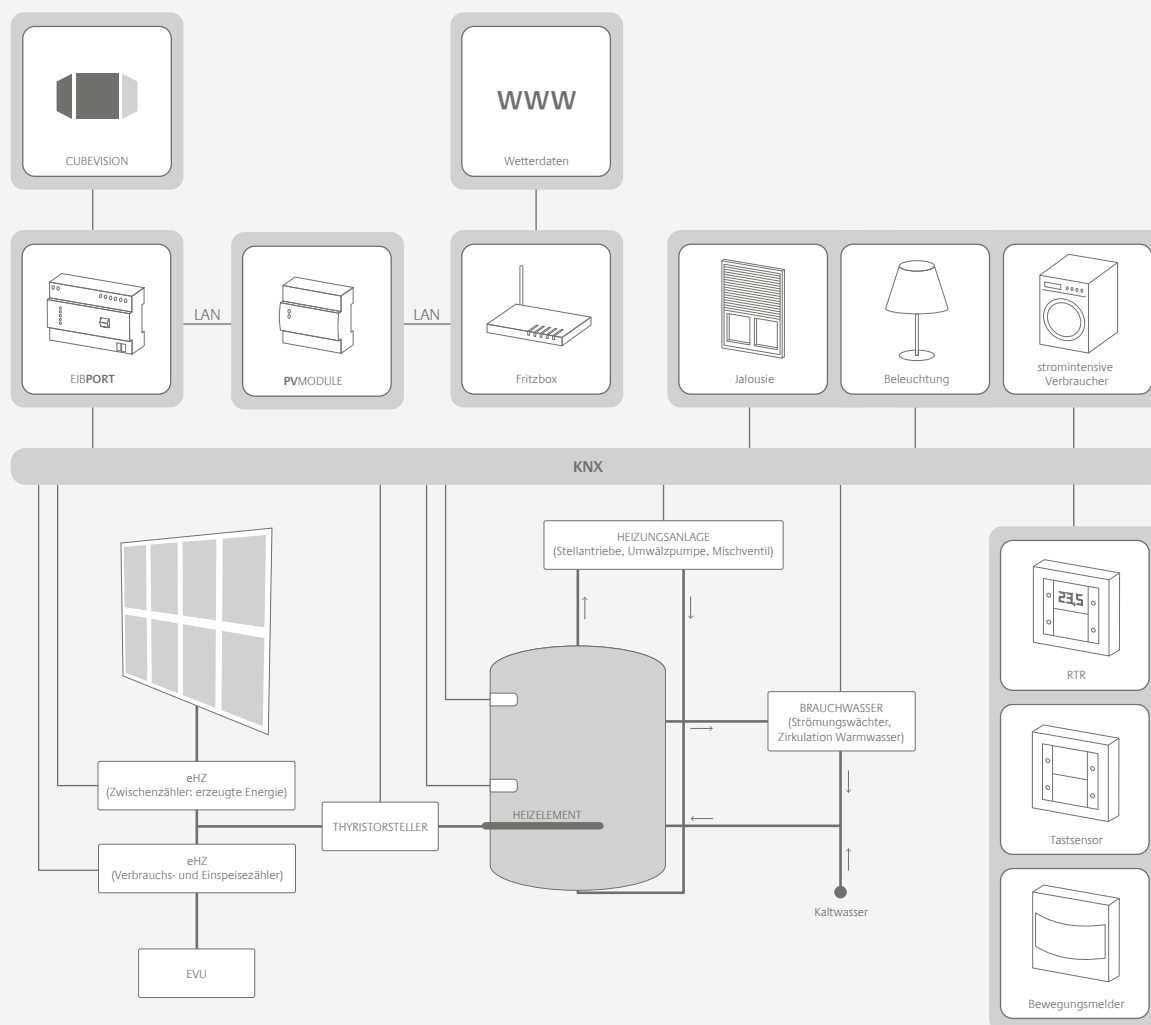 WWW
CUBEVISION
Wetterdaten
LAN
LAN
EIBPORT
PVMODULE
Fritzbox
Jalousie
Beleuchtung
stromintensive
Verbraucher
KNX
HEIZUNGSANLAGE
(Stellantriebe, Umwälzpumpe, Mischventil)
23,5
RTR
BRAUCHWASSER
(Strömungswächter,
Zirkulation Warmwasser)
eHZ
(Zwischenzähler: erzeugte Energie)
THYRISTORSTELLER
HEIZELEMENT
Tastsensor
eHZ
(Verbrauchs- und Einspeisezähler)
Kaltwasser
EVU
Bewegungsmelder